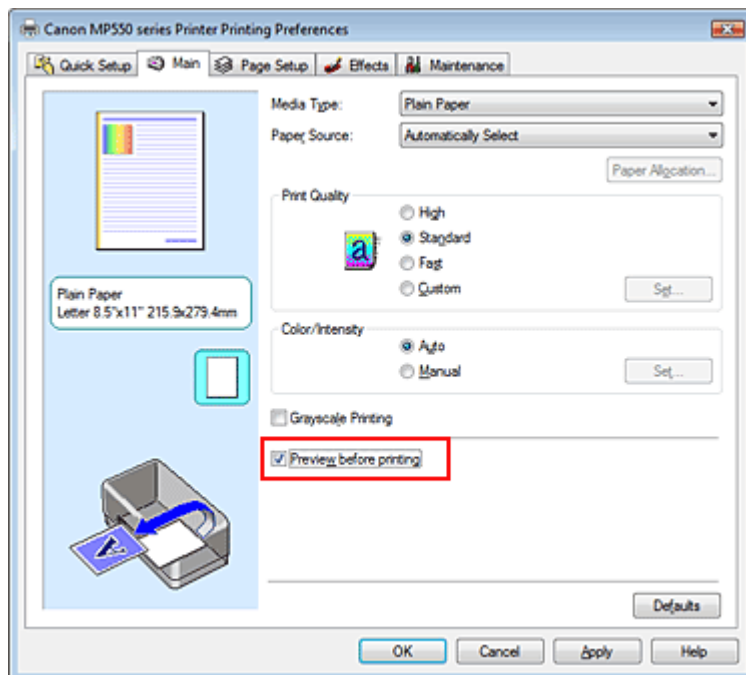 Canon MP550 series Printer Printing Preferences
Quick Setup Main Page Setup Effects Maintenance
Media Type: Plain Paper
Paper Source: Automatically Select
Paper Allocation...
Print Quality
High
a Standard
Fast
Custom Set...
Plain Paper
Letter 8.5"x11" 215.9x279.4mm
Color/Intensity
Auto
Manual Set...
Grayscale Printing
Preview before printing
A
Defaults
OK Cancel Apply Help